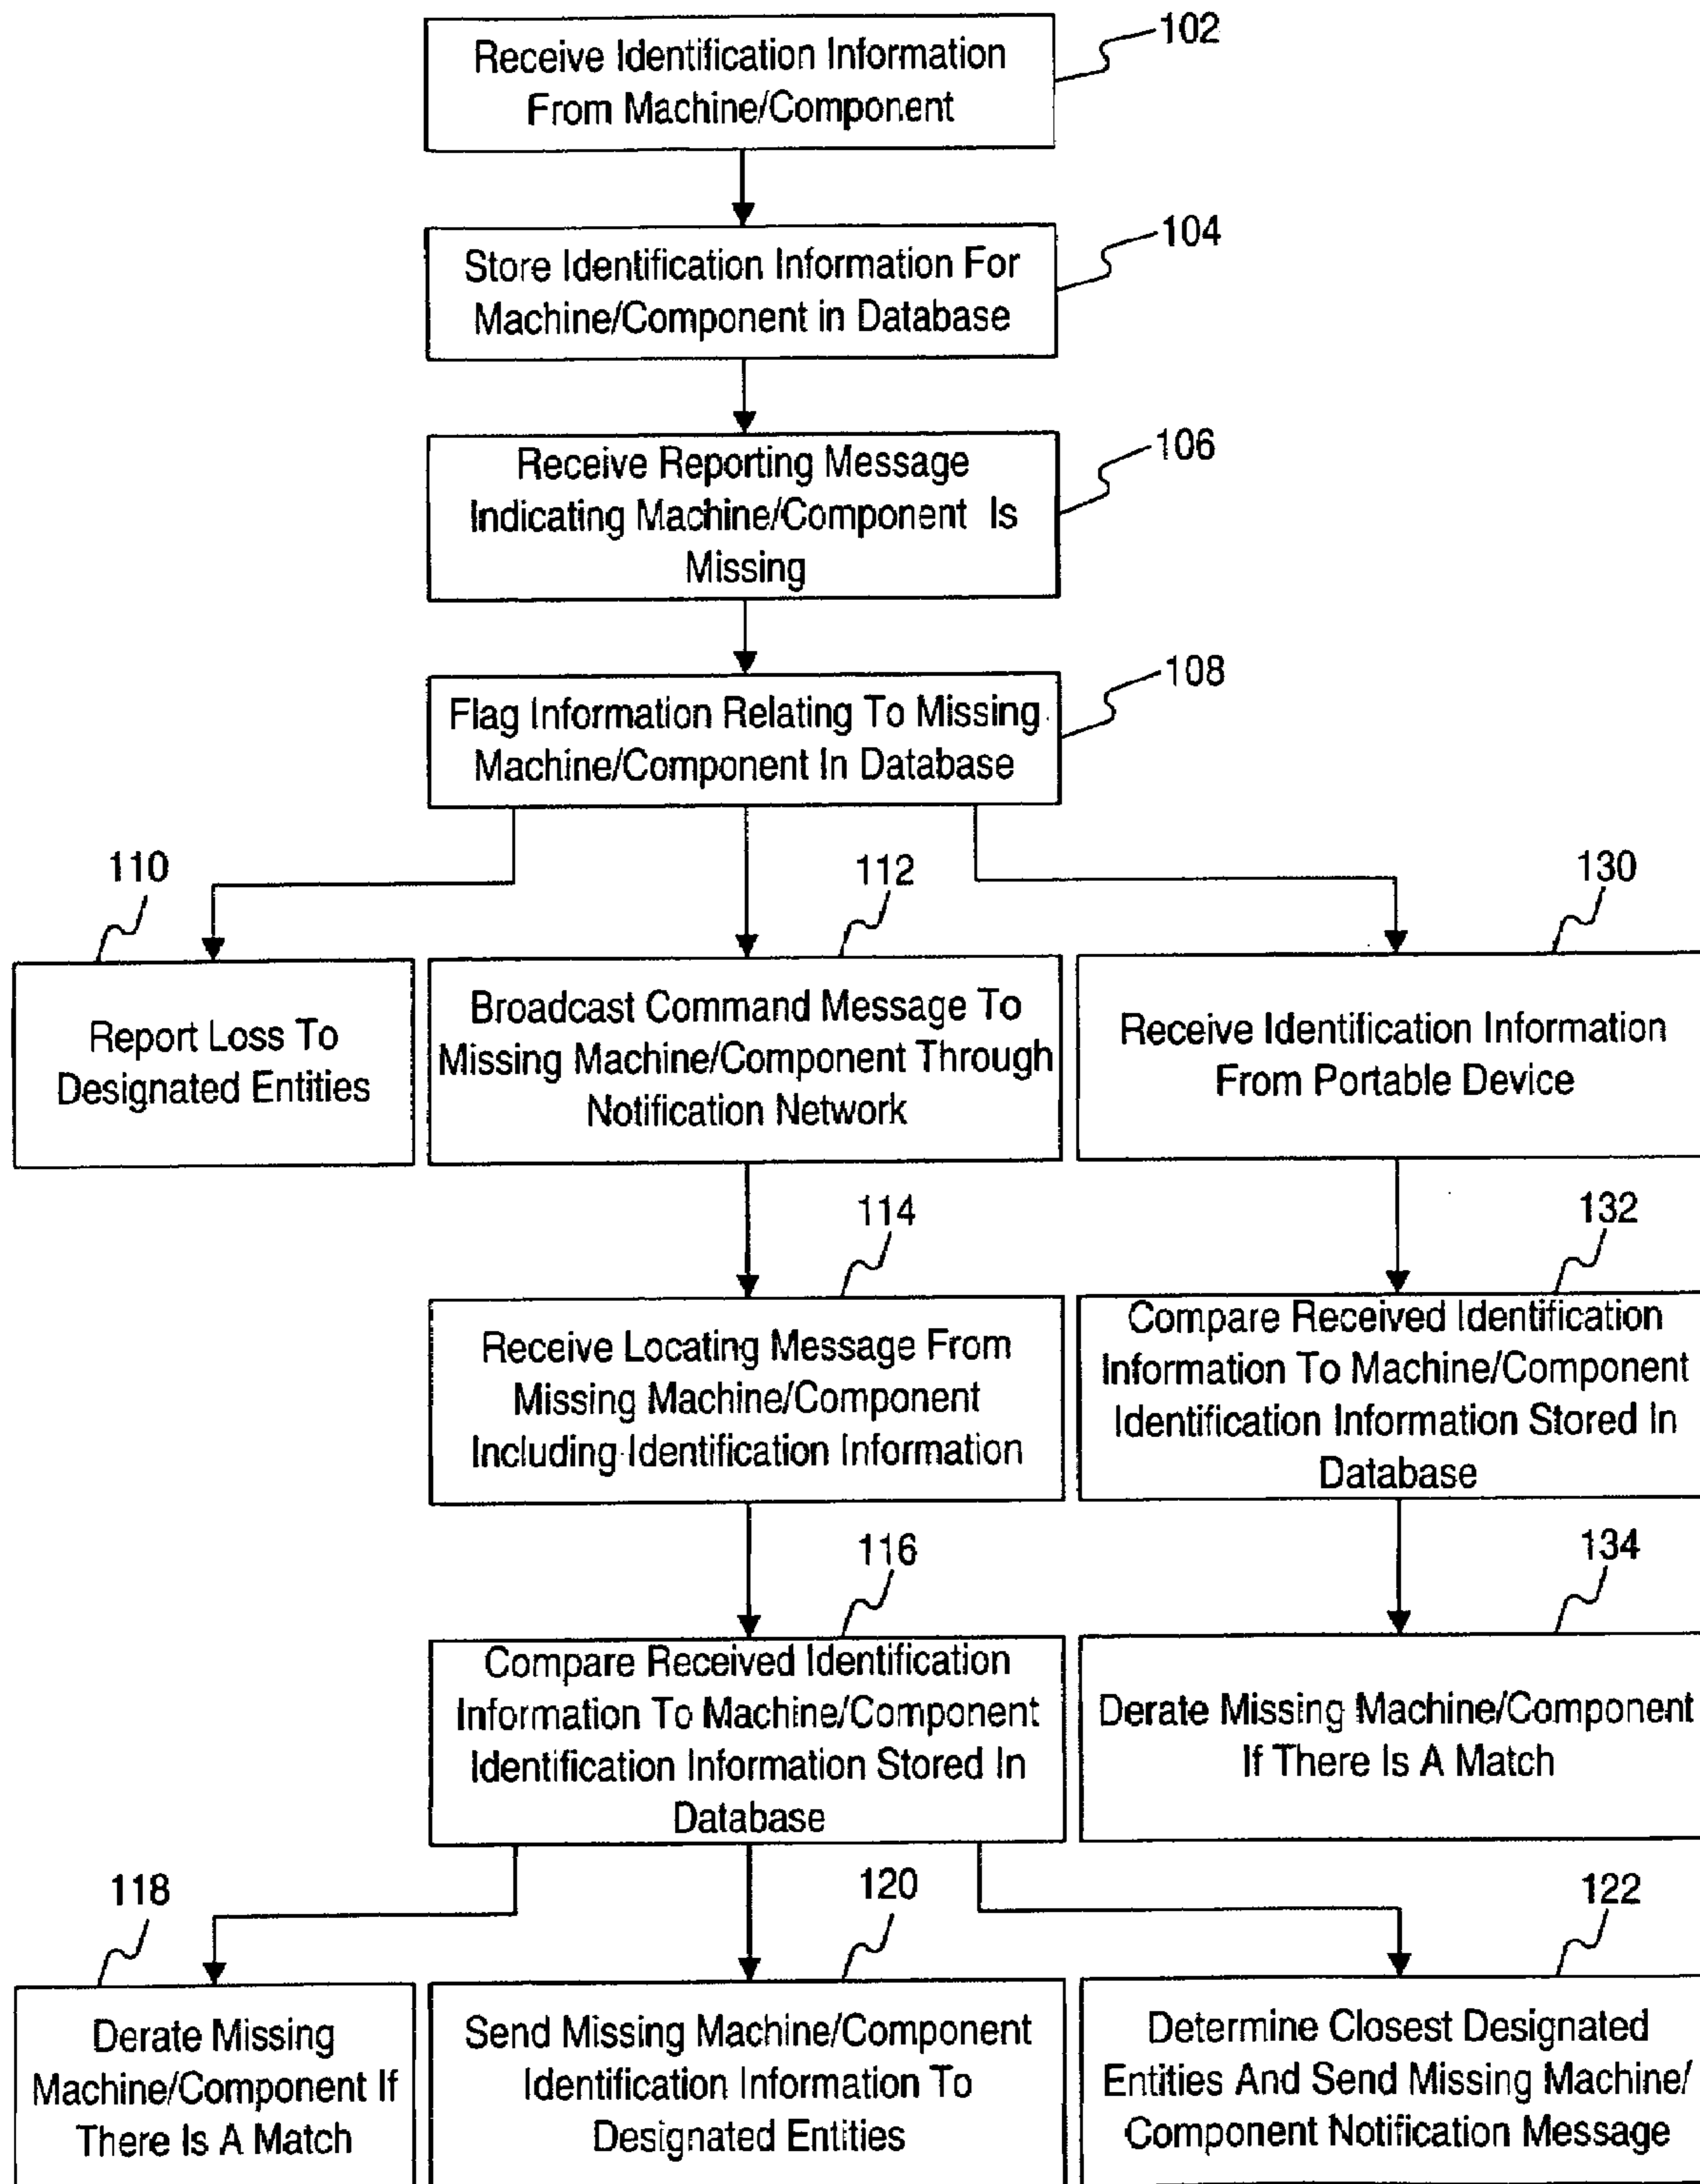 Receive Identification Information
From Machine/Component
102
Store Identification Information For
Machine/Component in Database
104
Receive Reporting Message
Indicating Machine/Component Is
Missing
106
Flag Information Relating To Missing
Machine/Component In Database
108
110
Report Loss To
Designated Entities
112
Broadcast Command Message To
Missing Machine/Component Through
Notification Network
130
Receive Identification Information
From Portable Device
114
Receive Locating Message From
Missing Machine/Component
Including Identification Information
132
Compare Received Identification
Information To Machine/Component
Identification Information Stored In
Database
116
Compare Received Identification
Information To Machine/Component
Identification Information Stored In
Database
134
Derate Missing Machine/Component
If There Is A Match
118
Derate Missing
Machine/Component If
There Is A Match
120
Send Missing Machine/Component
Identification Information To
Designated Entities
122
Determine Closest Designated
Entities And Send Missing Machine/
Component Notification Message